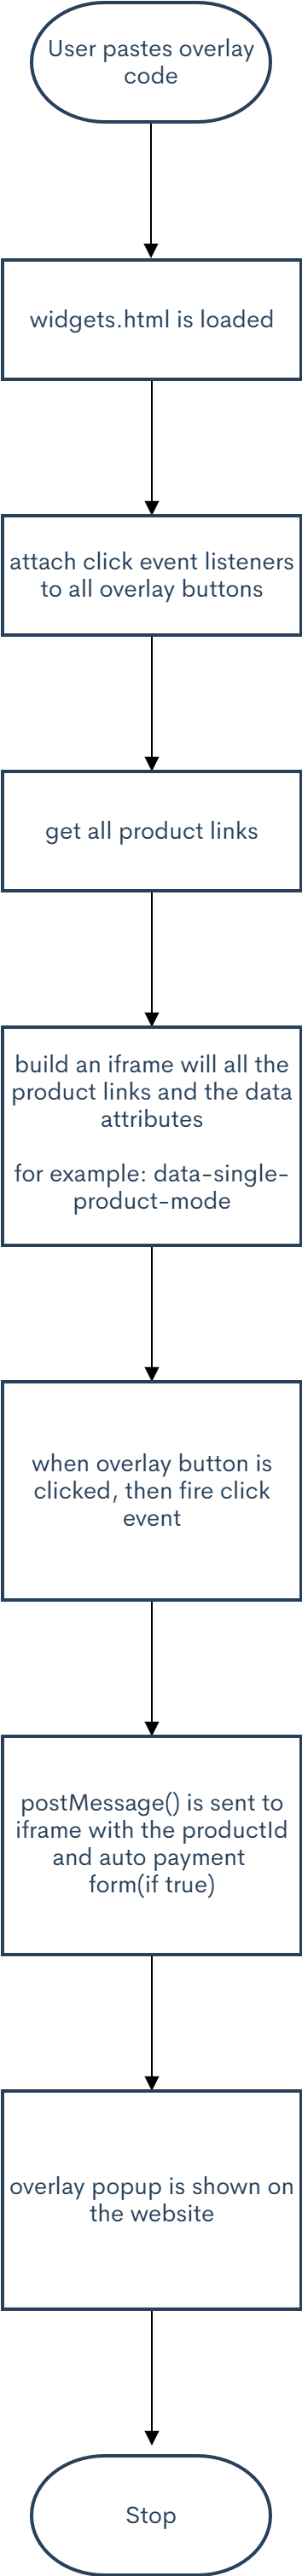 User pastes overlay
code
widgets.html is loaded
attach click event listeners
to all overlay buttons
get all product links
build an iframe will all the
product links and the data
attributes
for example: data-single-
product-mode
when overlay button is
clicked, then fire click
event
postMessage() is sent to
iframe with the productId
and auto payment
form(if true)
overlay popup is shown on
the website
Stop